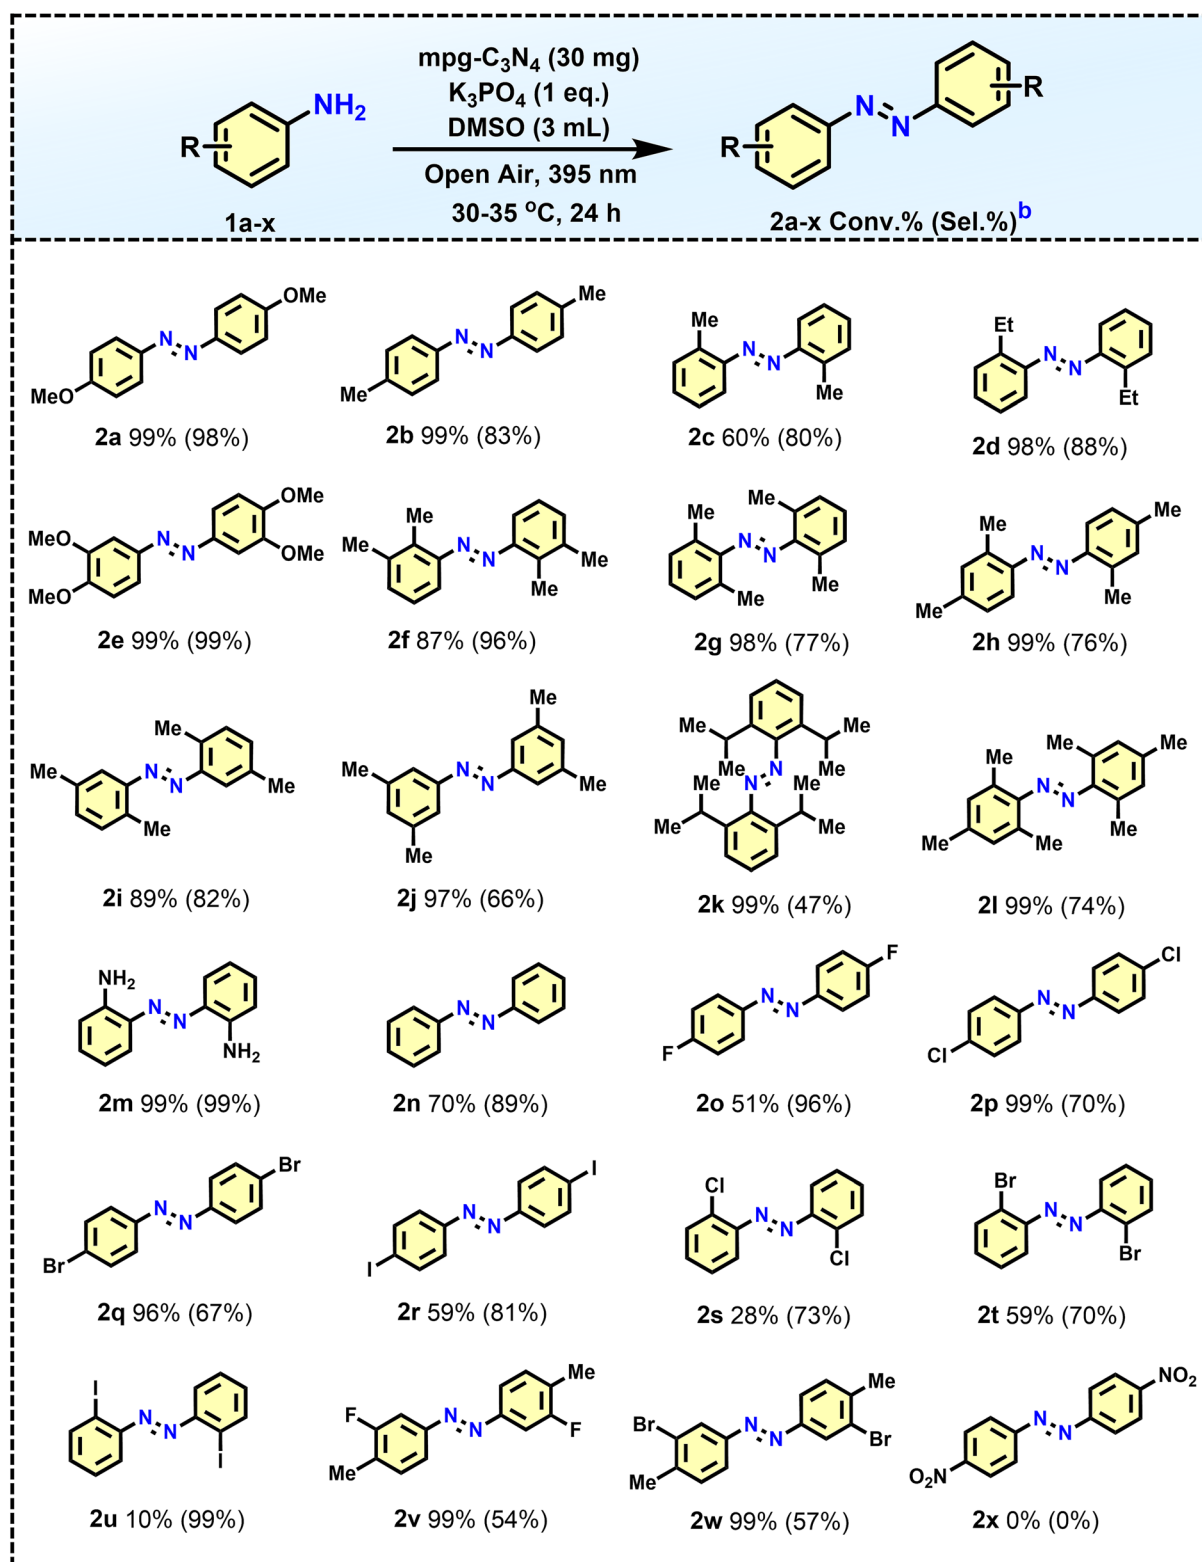 mpg-C₃N₄ (30 mg)
K₃PO₄ (1 eq.)
DMSO (3 mL)
Open Air, 395 nm
30-35 °C, 24 h
R NH₂
1a-x
R N N R
2a-x Conv.% (Sel.%)ᵇ
MeO N N OMe
2a 99% (98%)
Me N N Me
2b 99% (83%)
Me N N Me
2c 60% (80%)
Et N N Et
2d 98% (88%)
MeO MeO N N OMe OMe
2e 99% (99%)
Me Me N N Me Me
2f 87% (96%)
Me Me N N Me Me
2g 98% (77%)
Me Me N N Me Me
2h 99% (76%)
Me Me N N Me Me
2i 89% (82%)
Me Me N N Me Me
2j 97% (66%)
Me Me Me Me N N Me Me Me Me
2k 99% (47%)
Me Me Me N N Me Me Me
2l 99% (74%)
NH₂ N N NH₂
2m 99% (99%)
N N
2n 70% (89%)
F N N F
2o 51% (96%)
Cl N N Cl
2p 99% (70%)
Br N N Br
2q 96% (67%)
I N N I
2r 59% (81%)
Cl N N Cl
2s 28% (73%)
Br N N Br
2t 59% (70%)
I N N I
2u 10% (99%)
F Me N N Me F
2v 99% (54%)
Br Me N N Me Br
2w 99% (57%)
O₂N N N NO₂
2x 0% (0%)